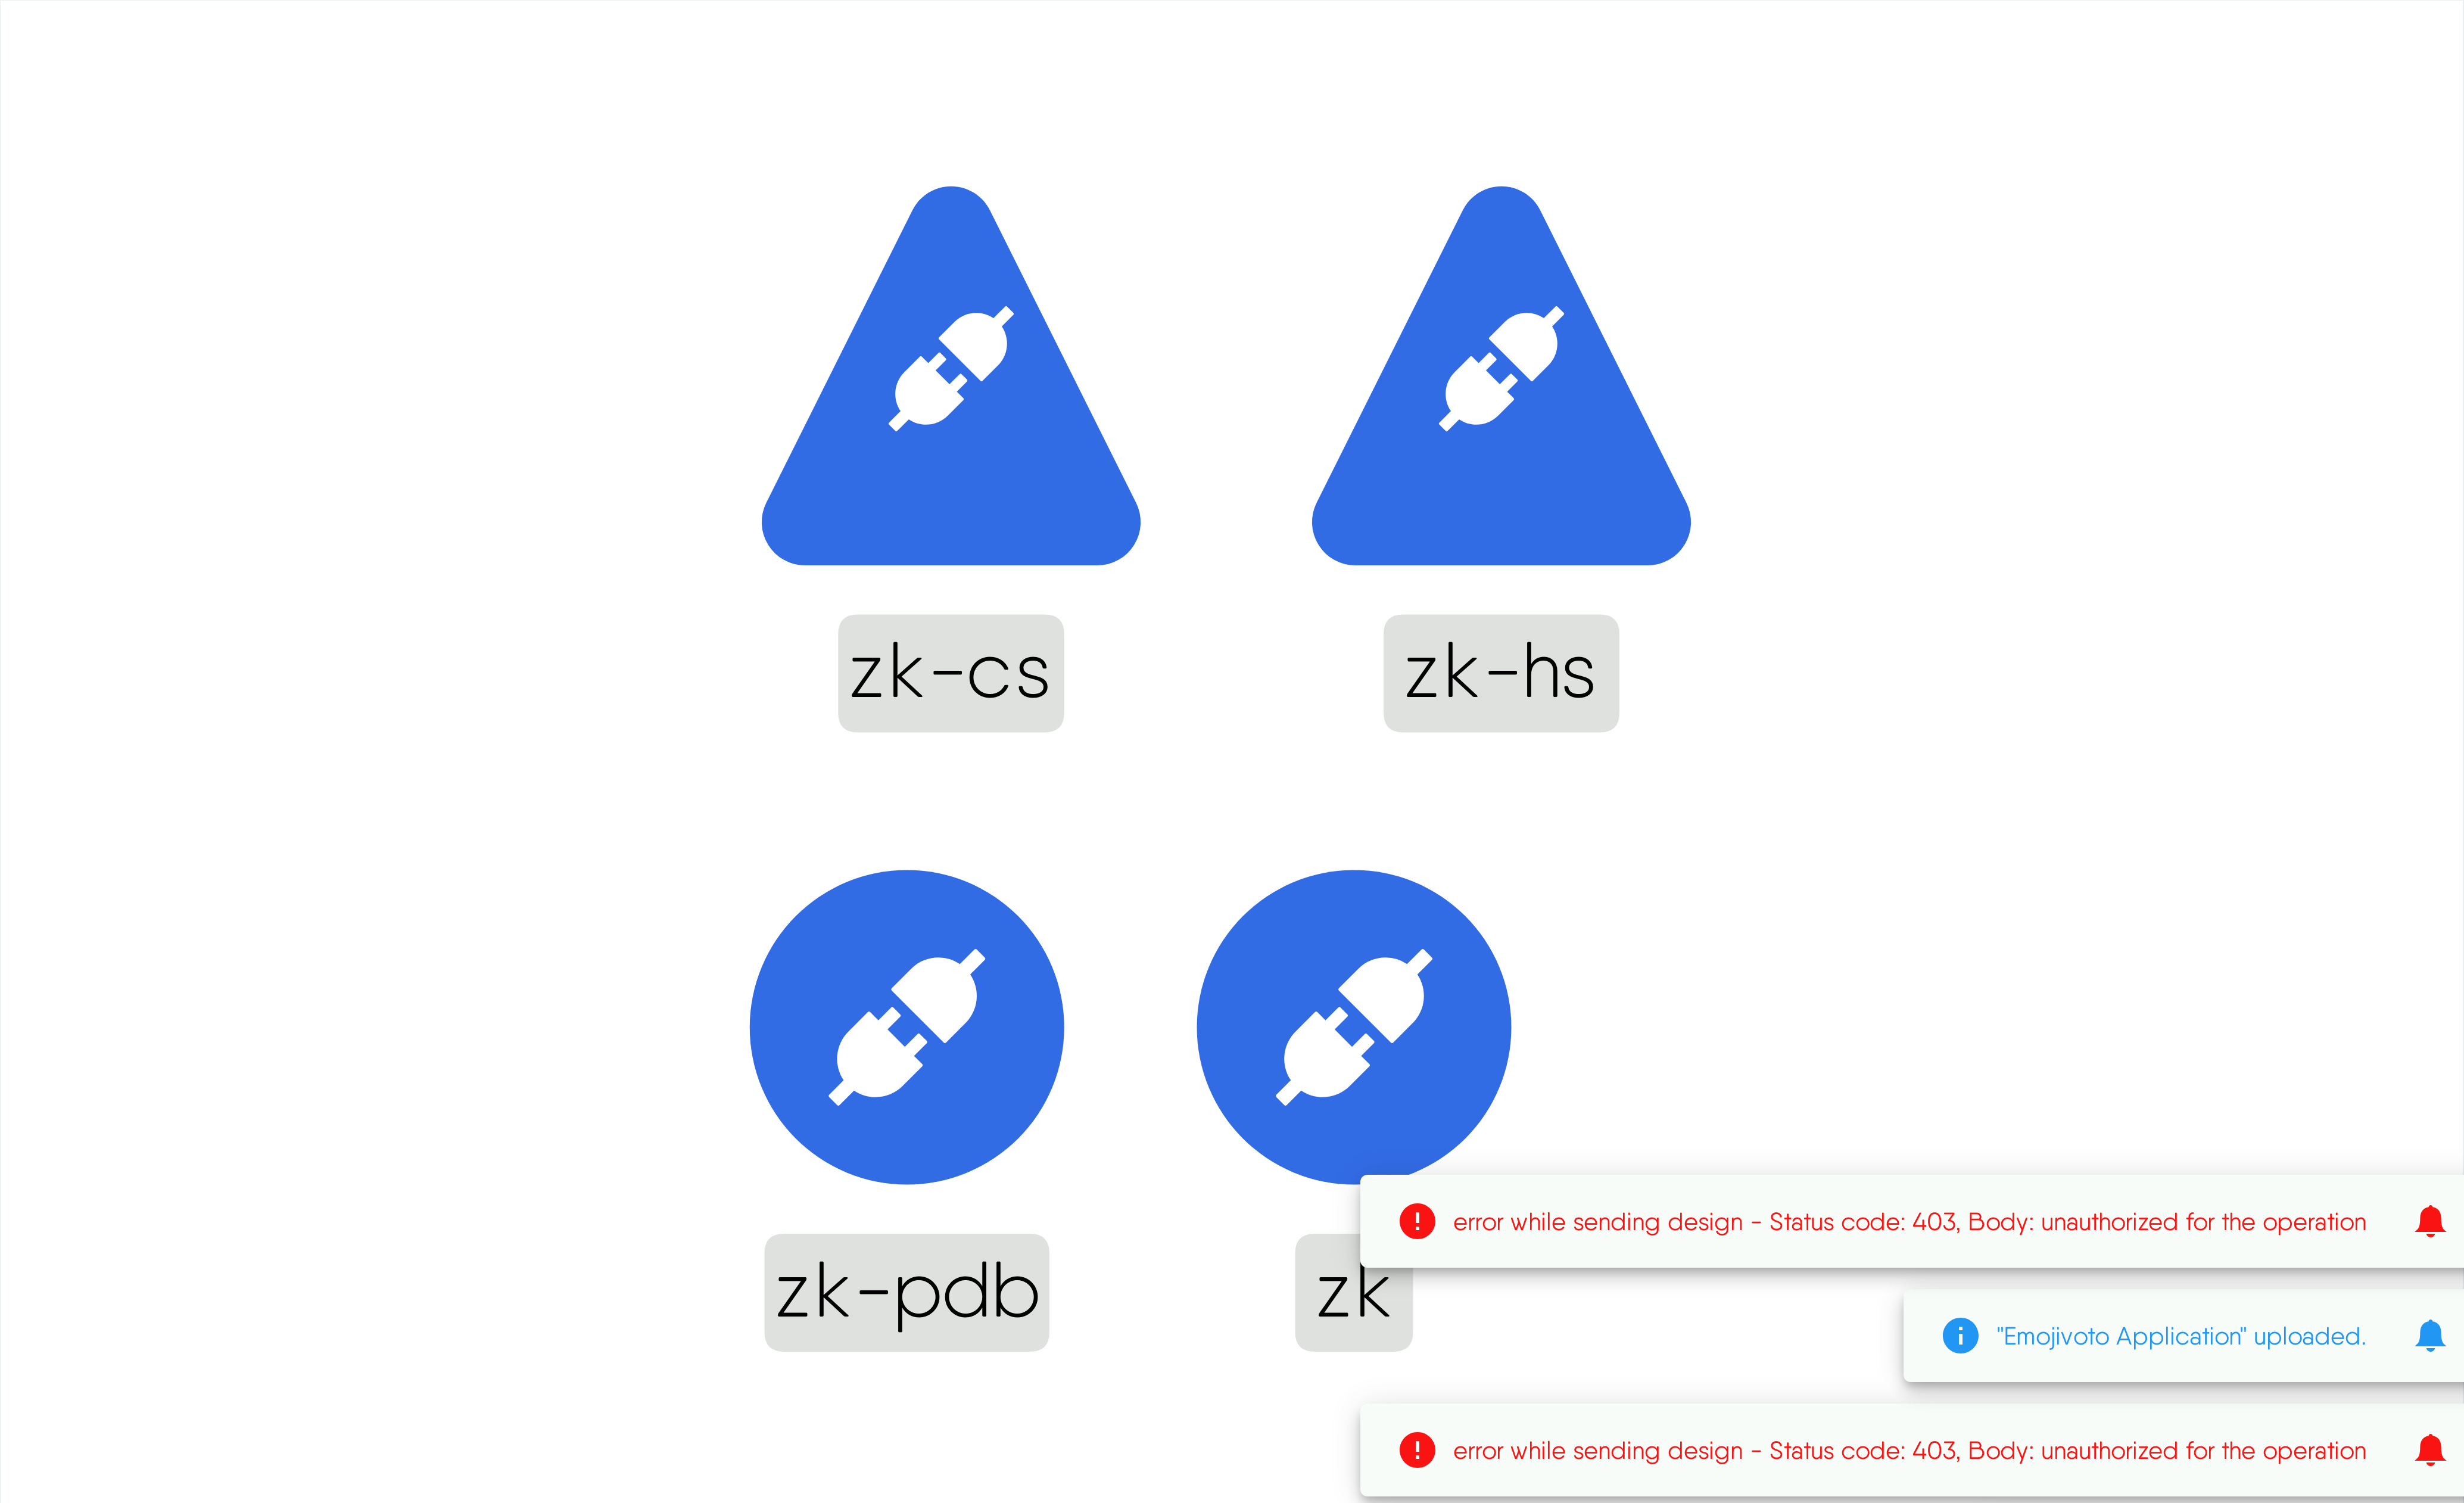 zk-cs
zk-hs
zk-pdb
zk
error while sending design - Status code: 403, Body: unauthorized for the operation
"Emojivoto Application" uploaded.
error while sending design - Status code: 403, Body: unauthorized for the operation